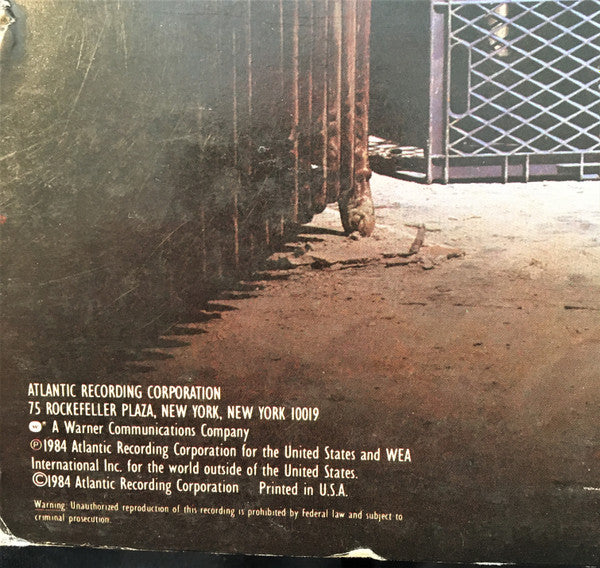 ATLANTIC RECORDING CORPORATION
75 ROCKEFELLER PLAZA, NEW YORK, NEW YORK 10019
* A Warner Communications Company
℗1984 Atlantic Recording Corporation for the United States and WEA
International Inc. for the world outside of the United States.
©1984 Atlantic Recording Corporation Printed in U.S.A.
Warning: Unauthorized reproduction of this recording is prohibited by Federal law and subject to
criminal prosecution.